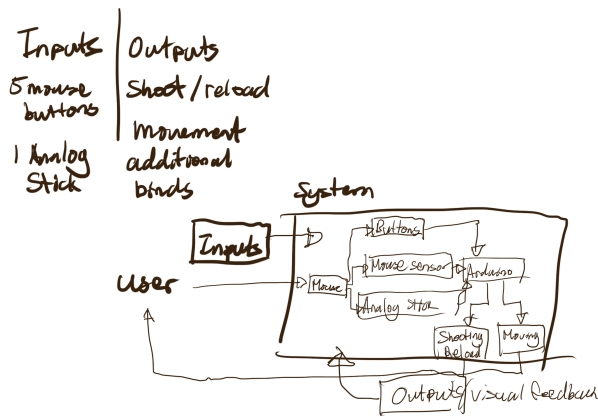 Inputs
5 mouse
buttons
1 Analog
Stick
Outputs
Shoot/reload
movement
additional
binds
System
Inputs
user
Mouse
Buttons
Mouse sensor
Analog stick
Arduino
Shooting
Reload
Moving
Outputs/visual feedback